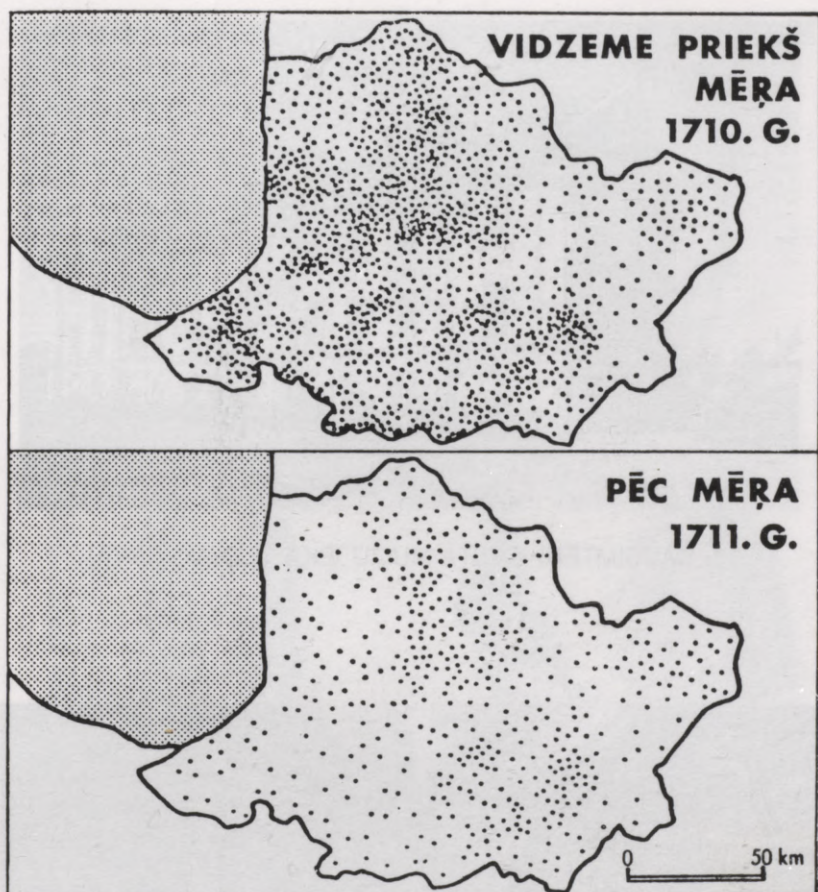 VIDZEME PRIEKŠ
MĒŖA
1710. G.
PĒC MĒŖA
1711. G.
0 50 km